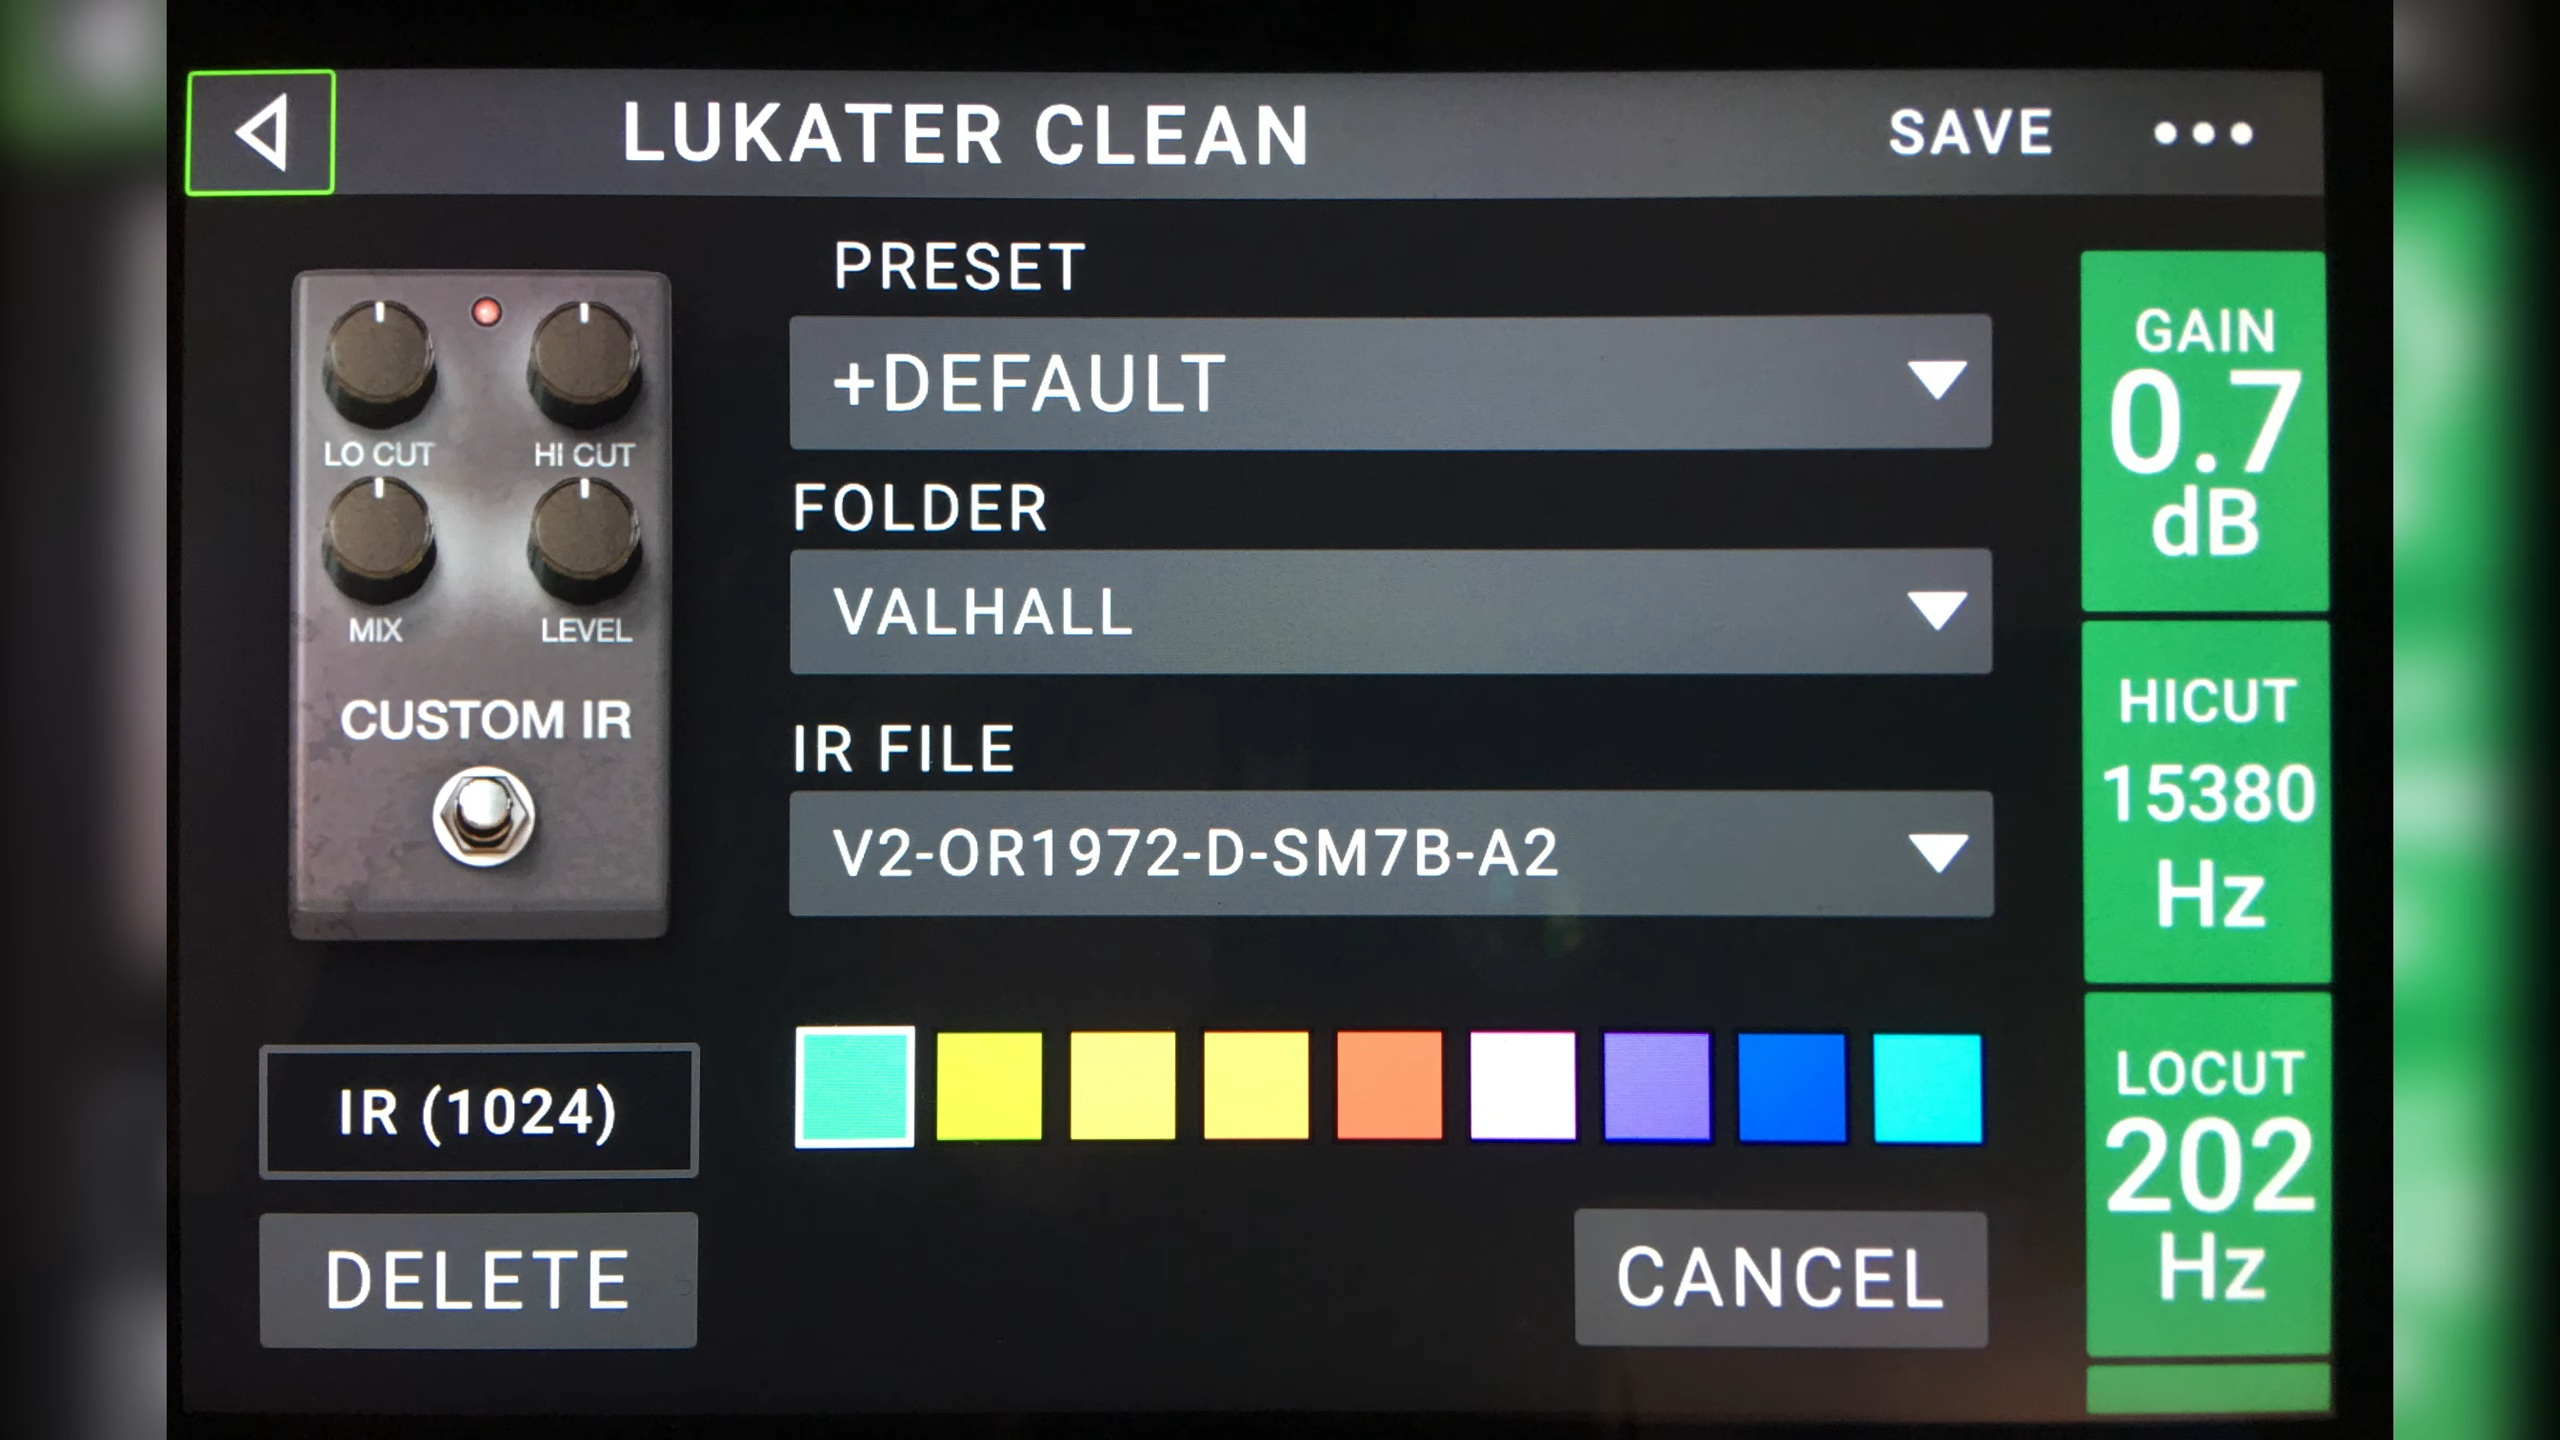 LUKATER CLEAN
SAVE
PRESET
+DEFAULT
FOLDER
VALHALL
IR FILE
V2-OR1972-D-SM7B-A2
LO CUT
HI CUT
MIX
LEVEL
CUSTOM IR
IR (1024)
DELETE
CANCEL
GAIN
0.7
dB
HICUT
15380
Hz
LOCUT
202
Hz